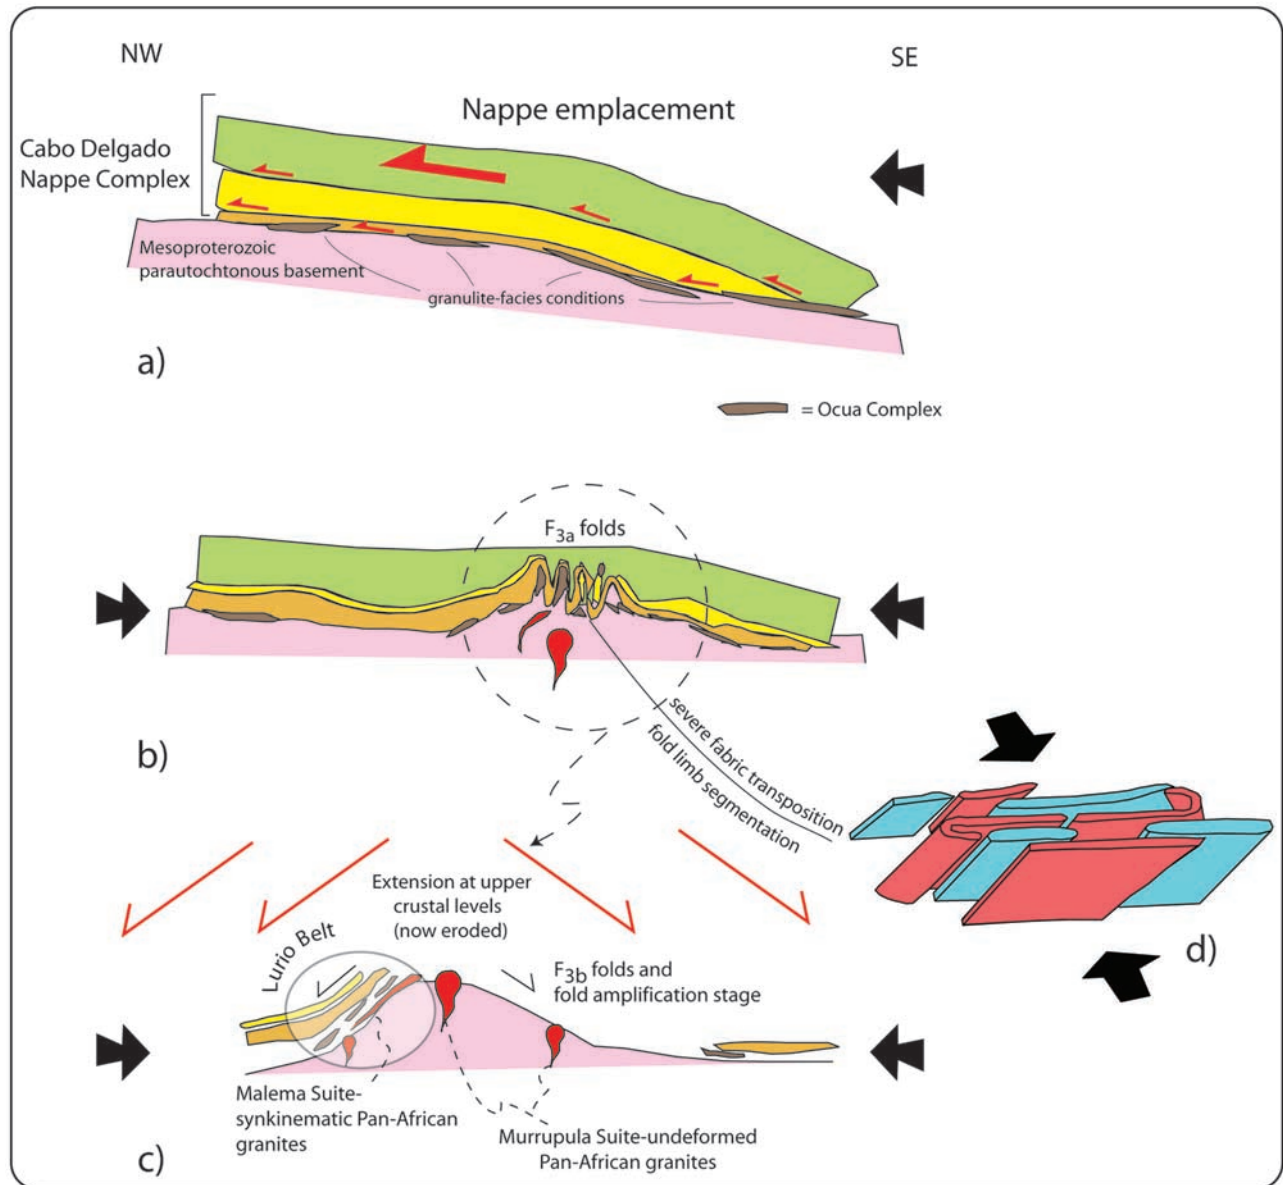 NW
SE
Nappe emplacement
Cabo Delgado
Nappe Complex
Mesoproterozoic
parautochtonous basement
granulite-facies conditions
a)
= Ocua Complex
F3a folds
b)
severe fabric transposition
fold limb segmentation
d)
Extension at upper
crustal levels
(now eroded)
Lurio Belt
F3b folds and
fold amplification stage
Malema Suite-
synkinematic Pan-African
granites
Murrupula Suite-undeformed
Pan-African granites
c)